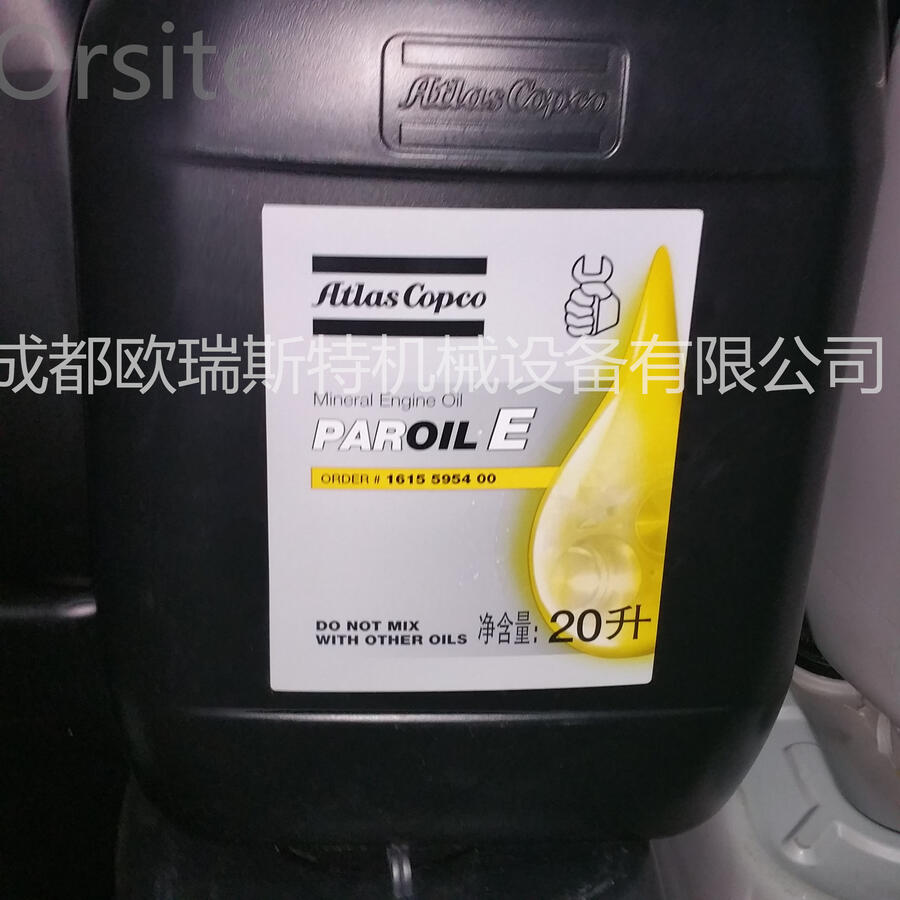 Orsite
Atlas Copco
Atlas Copco
成都欧瑞斯特机械设备有限公司
Mineral Engine Oil
PAROIL E
ORDER # 1615 5954 00
DO NOT MIX
WITH OTHER OILS
净含量: 20升